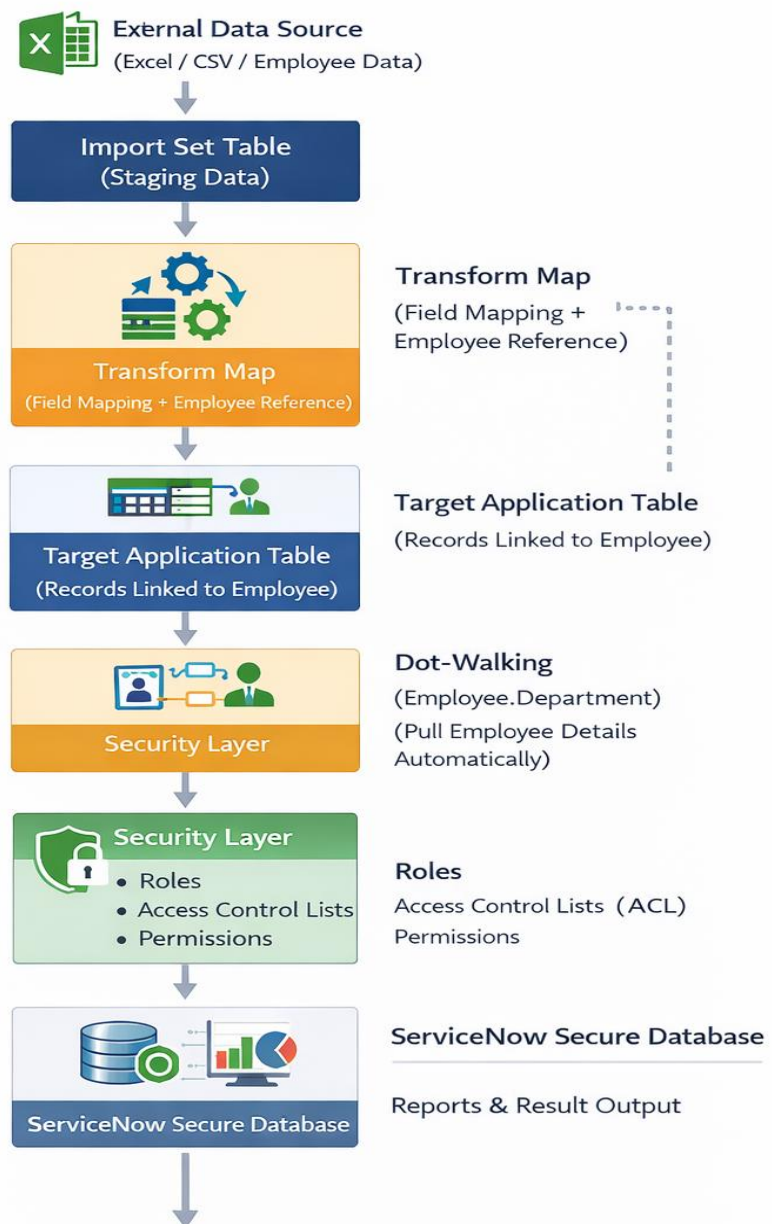 External Data Source
(Excel / CSV / Employee Data)
Import Set Table
(Staging Data)
Transform Map
(Field Mapping +
Employee Reference)
Transform Map
(Field Mapping + Employee Reference)
Target Application Table
(Records Linked to Employee)
Target Application Table
(Records Linked to Employee)
Dot-Walking
(Employee.Department)
(Pull Employee Details
Automatically)
Security Layer
Security Layer
• Roles
• Access Control Lists
• Permissions
Roles
Access Control Lists (ACL)
Permissions
ServiceNow Secure Database
Reports & Result Output
ServiceNow Secure Database